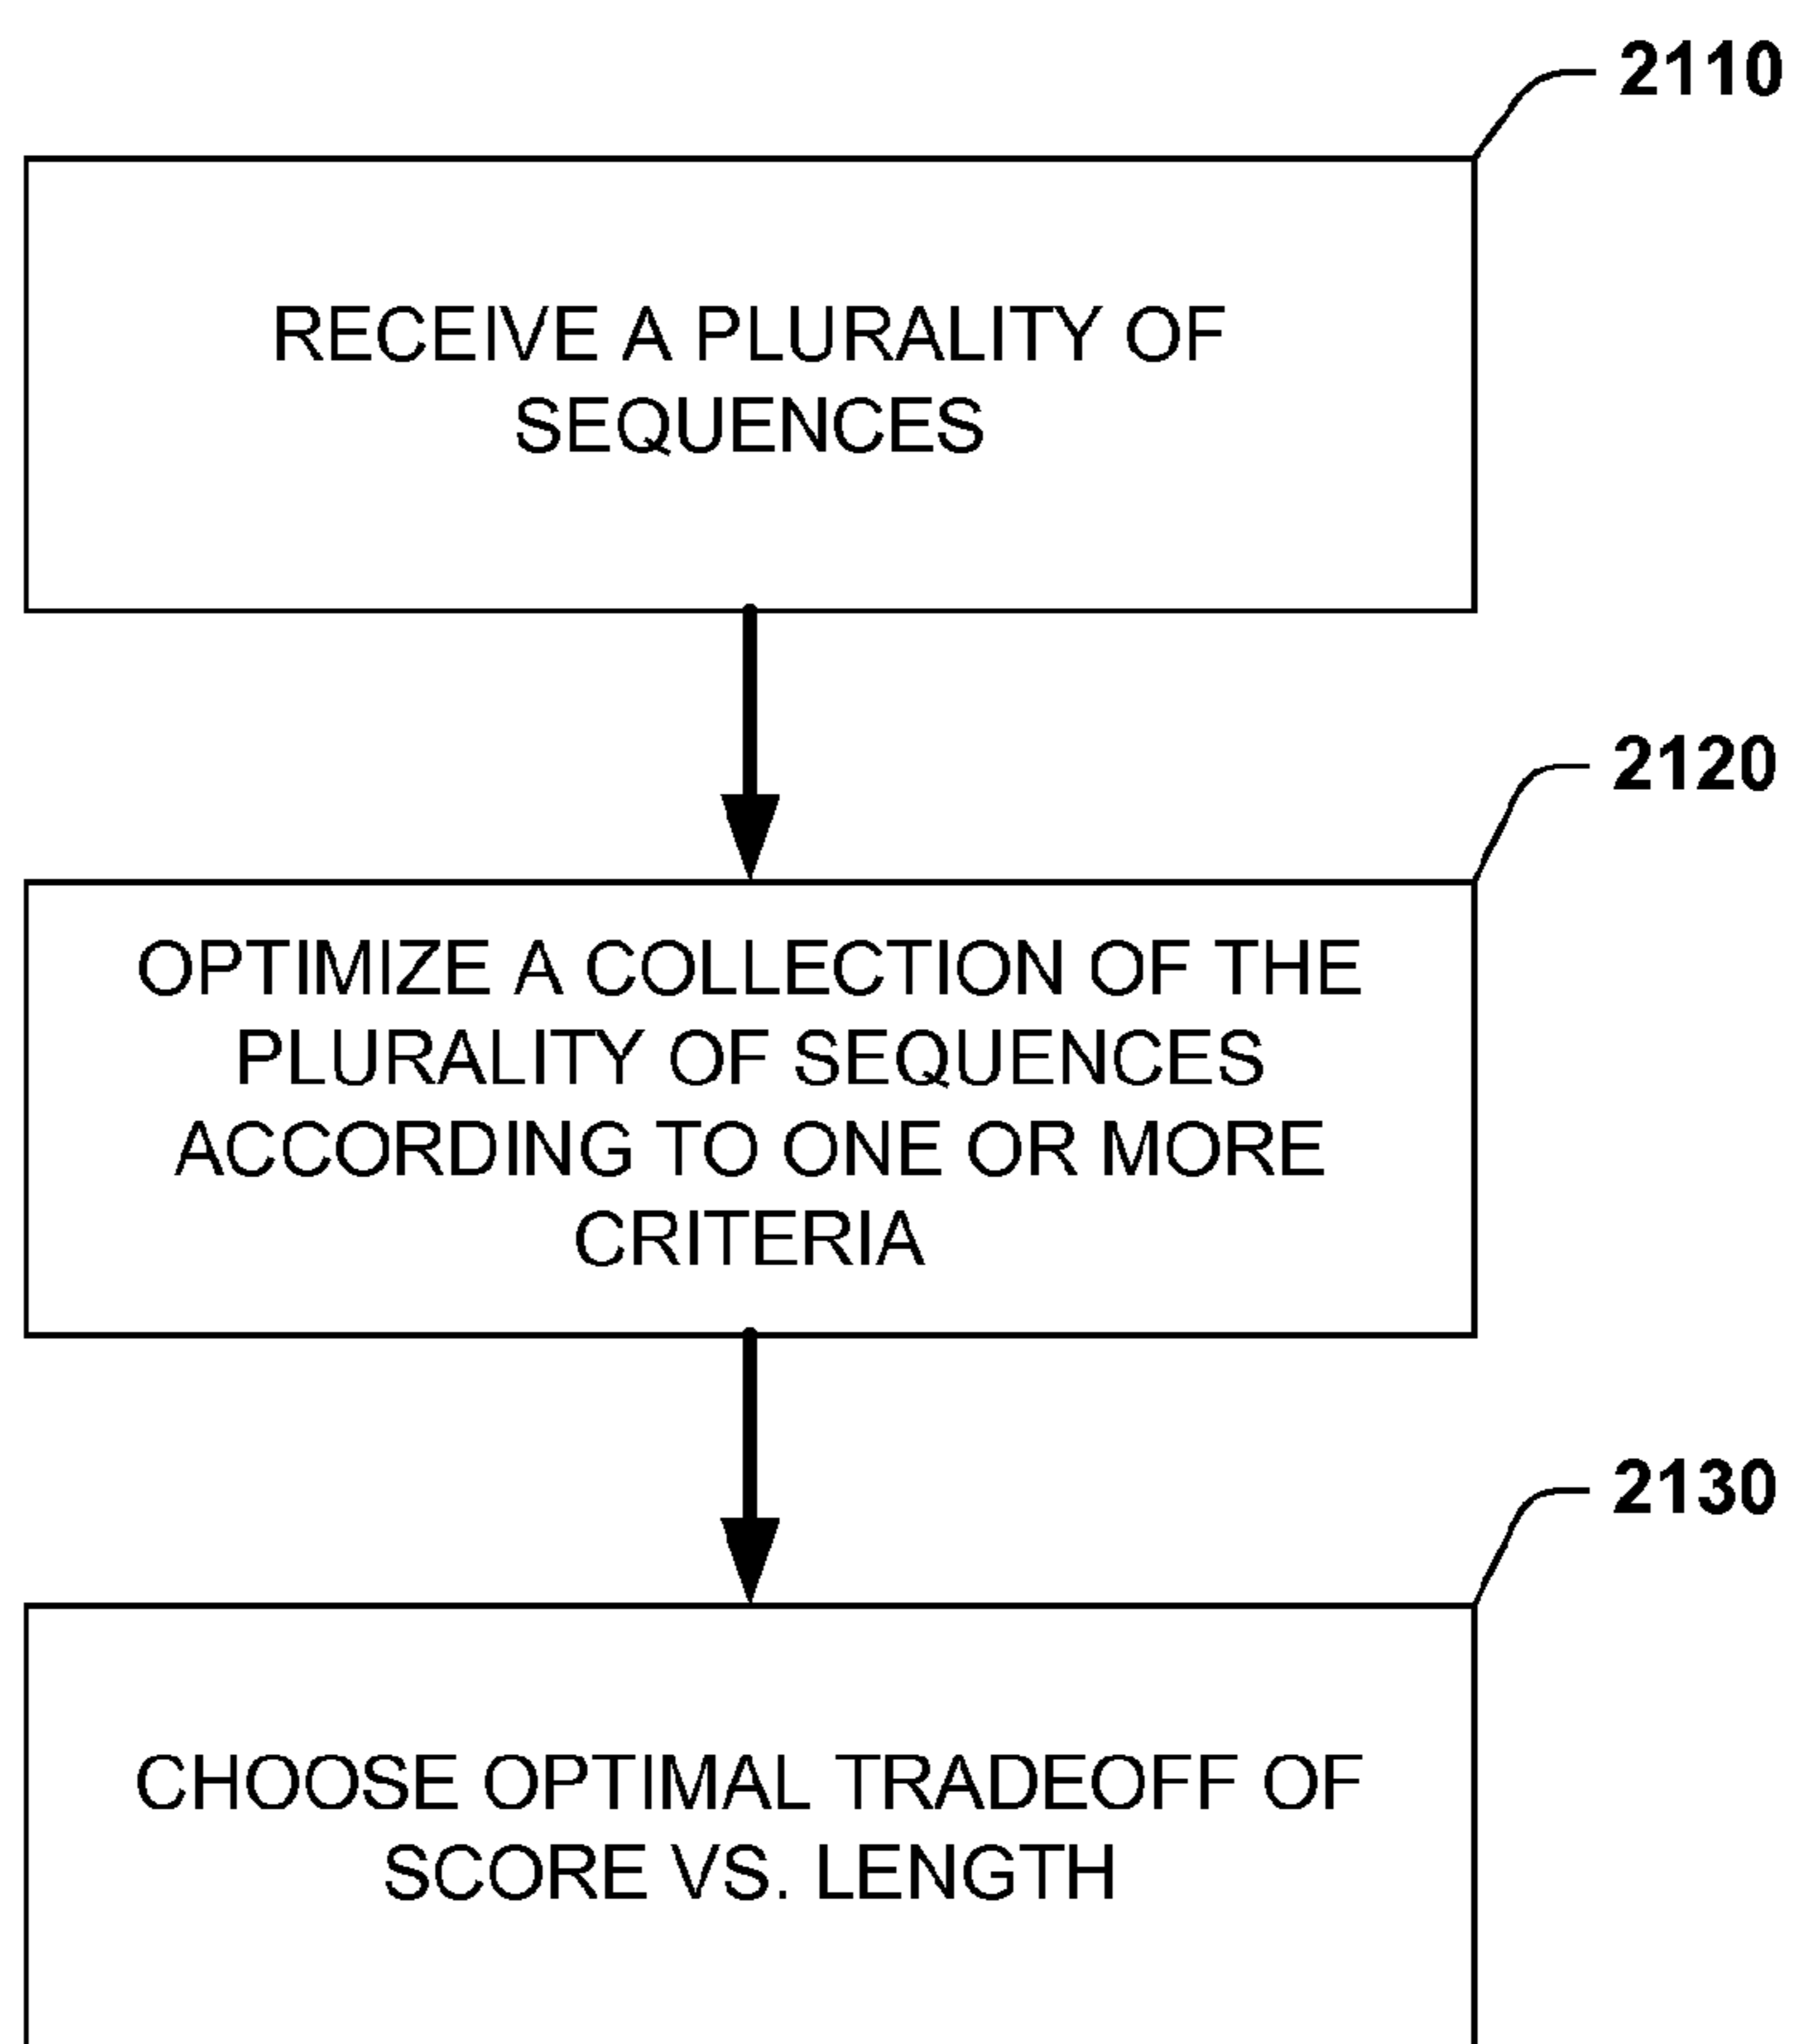 2110
RECEIVE A PLURALITY OF
SEQUENCES
2120
OPTIMIZE A COLLECTION OF THE
PLURALITY OF SEQUENCES
ACCORDING TO ONE OR MORE
CRITERIA
2130
CHOOSE OPTIMAL TRADEOFF OF
SCORE VS. LENGTH